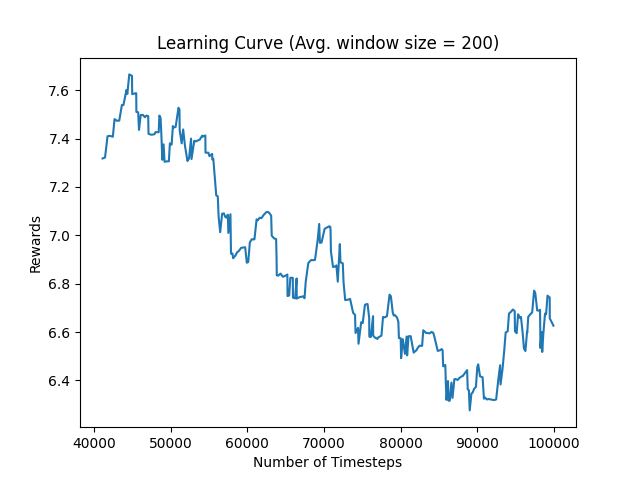 Learning Curve (Avg. window size = 200)
Rewards
7.6
7.4
7.2
7.0
6.8
6.6
6.4
40000 50000 60000 70000 80000 90000 100000
Number of Timesteps